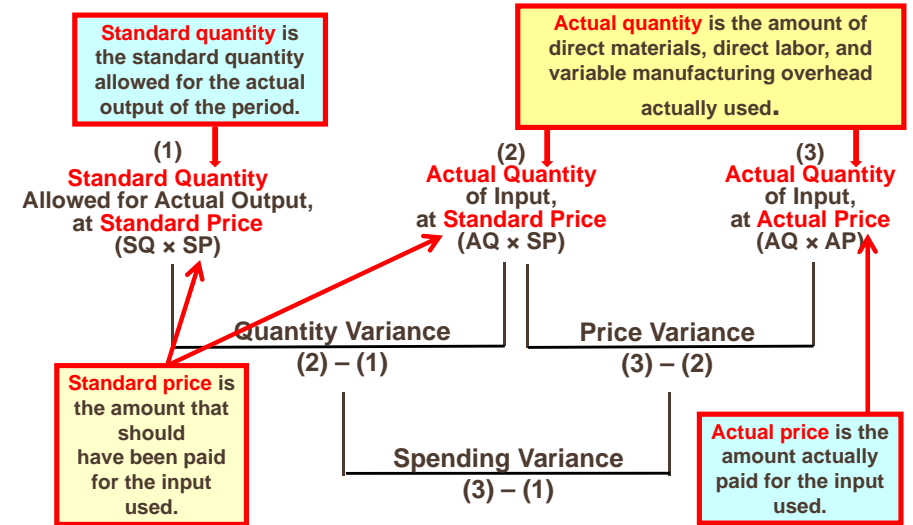 Standard quantity is
the standard quantity
allowed for the actual
output of the period.
Actual quantity is the amount of
direct materials, direct labor, and
variable manufacturing overhead
actually used.
(1)
Standard Quantity
Allowed for Actual Output,
at Standard Price
(SQ × SP)
(2)
Actual Quantity
of Input,
at Standard Price
(AQ × SP)
(3)
Actual Quantity
of Input,
at Actual Price
(AQ × AP)
Quantity Variance
(2) – (1)
Price Variance
(3) – (2)
Standard price is
the amount that
should
have been paid
for the input
used.
Spending Variance
(3) – (1)
Actual price is the
amount actually
paid for the input
used.